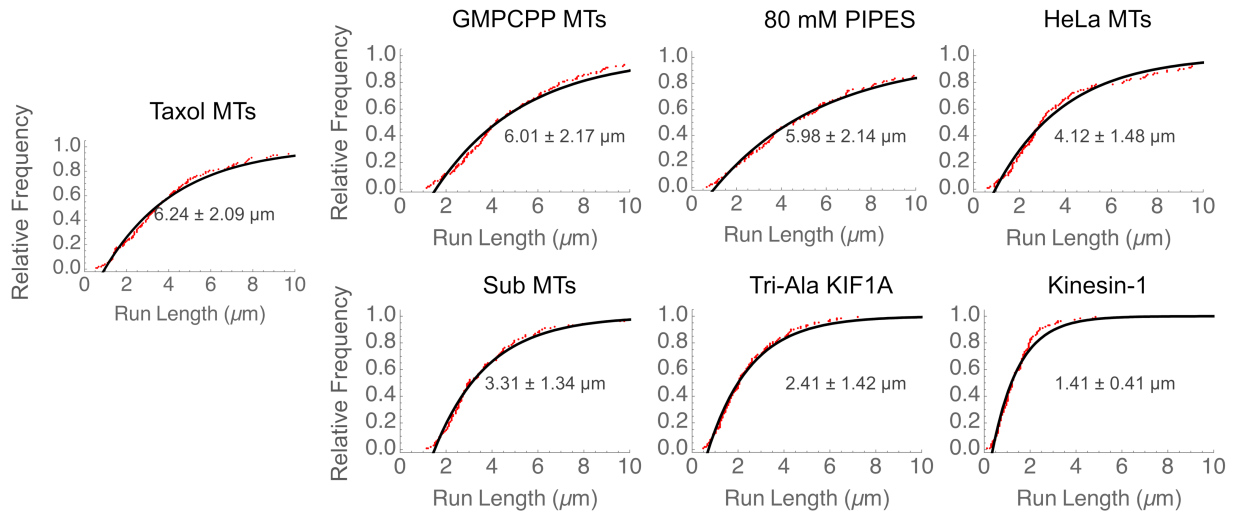 Taxol MTs
Relative Frequency
1.0
0.8
0.6
0.4
0.2
0.0
6.24 ± 2.09 µm
0 2 4 6 8 10
Run Length (µm)
GMPCPP MTs
Relative Frequency
1.0
0.8
0.6
0.4
0.2
0.0
6.01 ± 2.17 µm
0 2 4 6 8 10
Run Length (µm)
80 mM PIPES
1.0
0.8
0.6
0.4
0.2
0.0
5.98 ± 2.14 µm
0 2 4 6 8 10
Run Length (µm)
HeLa MTs
1.0
0.8
0.6
0.4
0.2
0.0
4.12 ± 1.48 µm
0 2 4 6 8 10
Run Length (µm)
Sub MTs
Relative Frequency
1.0
0.8
0.6
0.4
0.2
0.0
3.31 ± 1.34 µm
0 2 4 6 8 10
Run Length (µm)
Tri-Ala KIF1A
1.0
0.8
0.6
0.4
0.2
0.0
2.41 ± 1.42 µm
0 2 4 6 8 10
Run Length (µm)
Kinesin-1
1.0
0.8
0.6
0.4
0.2
0.0
1.41 ± 0.41 µm
0 2 4 6 8 10
Run Length (µm)